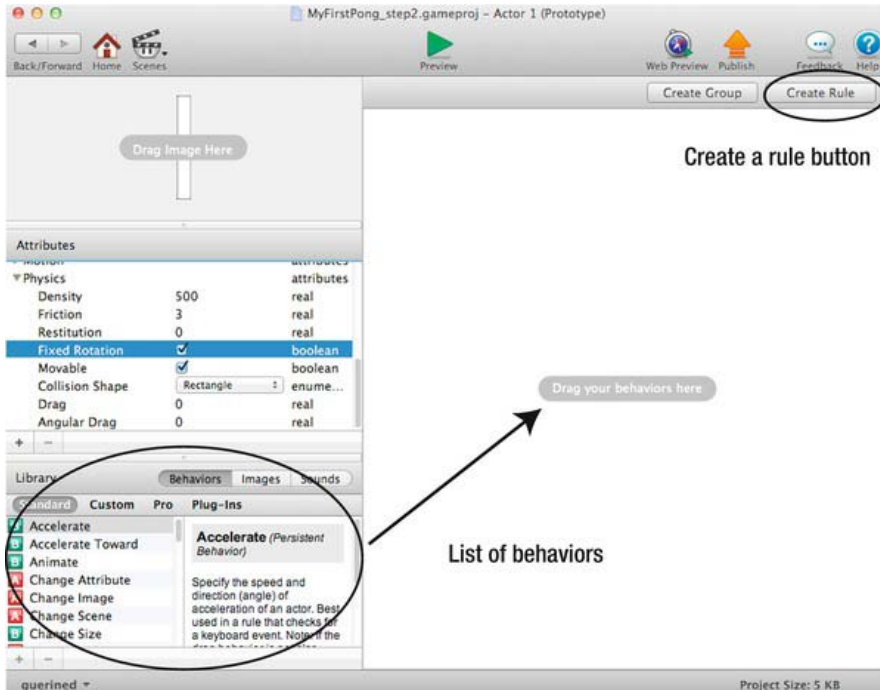 MyFirstPong_step2.gameproj – Actor 1 (Prototype)
Back/Forward Home Scenes Preview Web Preview Publish Feedback Help
Create Group Create Rule
Create a rule button
Drag Image Here
Attributes
Motion attributes
Physics attributes
Density 500 real
Friction 3 real
Restitution 0 real
Fixed Rotation boolean
Movable boolean
Collision Shape Rectangle enume...
Drag 0 real
Angular Drag 0 real
+ −
Drag your behaviors here
Library Behaviors Images Sounds
Standard Custom Pro Plug-Ins
B Accelerate
B Accelerate Toward
B Animate
A Change Attribute
A Change Image
A Change Scene
B Change Size
Accelerate (Persistent
Behavior)
Specify the speed and
direction (angle) of
acceleration of an actor. Best
used in a rule that checks for
a keyboard event. Note: If the
List of behaviors
+ −
guerined Project Size: 5 KB